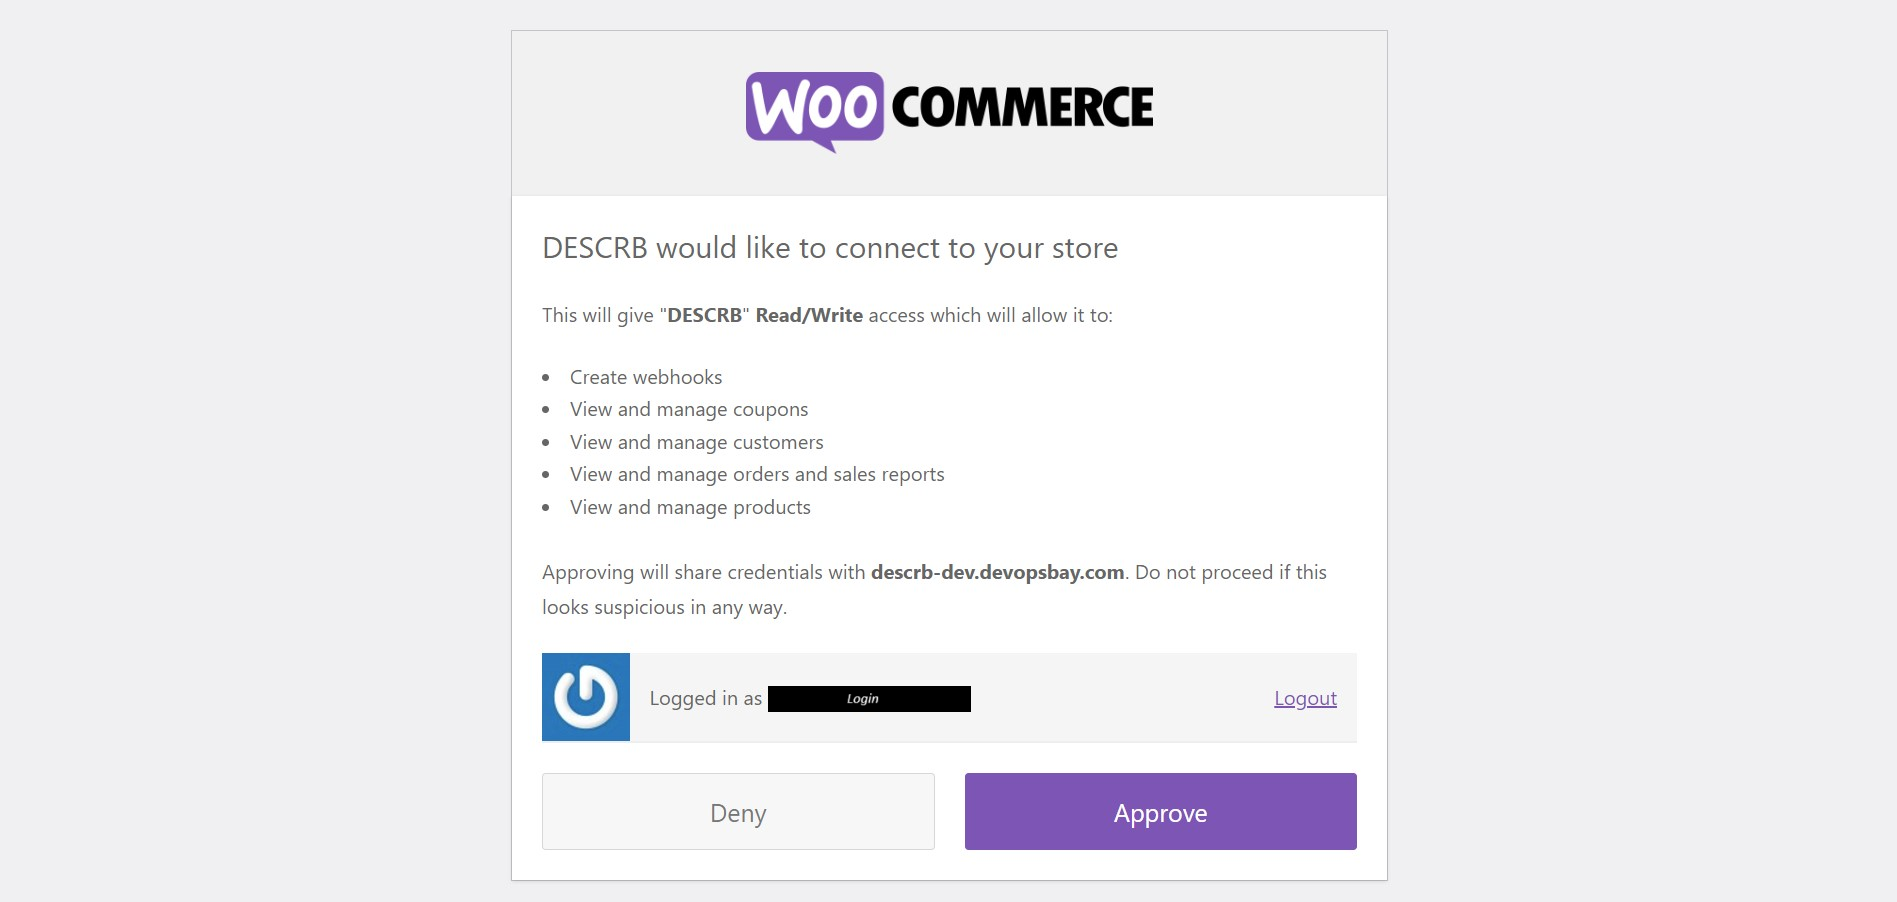 WOO COMMERCE
DESCRB would like to connect to your store
This will give "DESCRB" Read/Write access which will allow it to:
• Create webhooks
• View and manage coupons
• View and manage customers
• View and manage orders and sales reports
• View and manage products
Approving will share credentials with descrb-dev.devopsbay.com. Do not proceed if this
looks suspicious in any way.
Logged in as Login Logout
Deny Approve